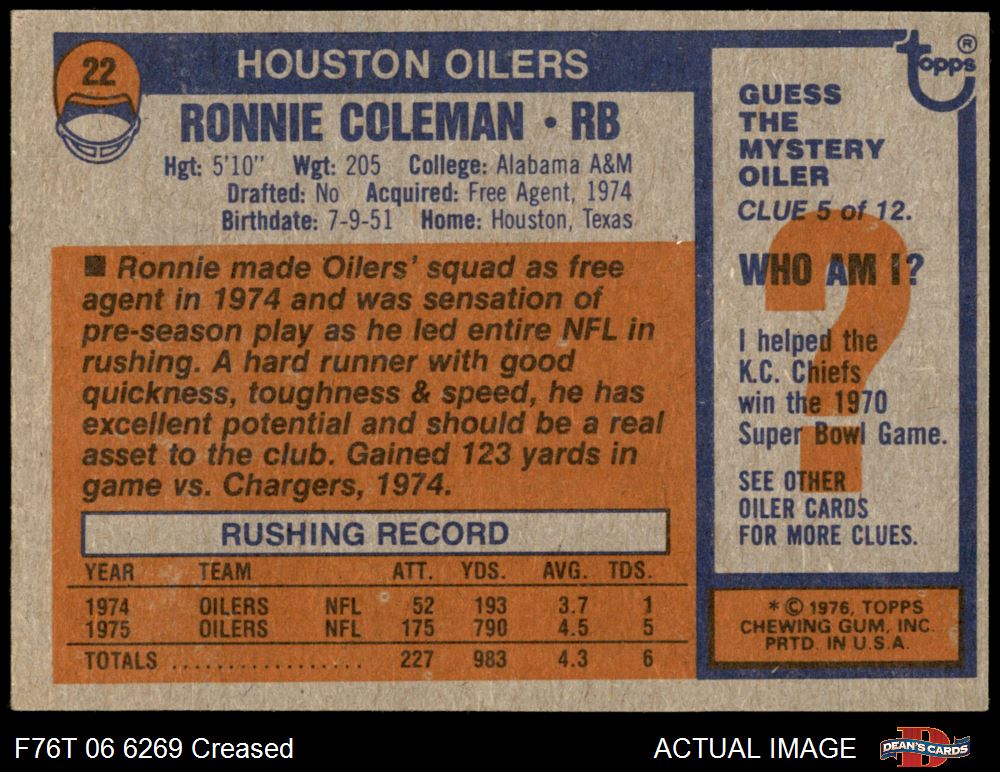 22
HOUSTON OILERS
RONNIE COLEMAN • RB
Hgt: 5'10" Wgt: 205 College: Alabama A&M
Drafted: No Acquired: Free Agent, 1974
Birthdate: 7-9-51 Home: Houston, Texas
■ Ronnie made Oilers' squad as free
agent in 1974 and was sensation of
pre-season play as he led entire NFL in
rushing. A hard runner with good
quickness, toughness & speed, he has
excellent potential and should be a real
asset to the club. Gained 123 yards in
game vs. Chargers, 1974.
RUSHING RECORD
YEAR TEAM ATT. YDS. AVG. TDS.
1974 OILERS NFL 52 193 3.7 1
1975 OILERS NFL 175 790 4.5 5
TOTALS .................. 227 983 4.3 6
topps ®
GUESS
THE
MYSTERY
OILER
CLUE 5 of 12.
?
WHO AM I?
I helped the
K.C. Chiefs
win the 1970
Super Bowl Game.
SEE OTHER
OILER CARDS
FOR MORE CLUES.
* © 1976, TOPPS
CHEWING GUM, INC.
PRTD. IN U.S.A.
F76T 06 6269 Creased
ACTUAL IMAGE
D
DEAN'S CARDS